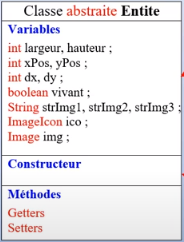 Classe abstraite Entite
Variables
int largeur, hauteur ;
int xPos, yPos ;
int dx, dy ;
boolean vivant ;
String strImg1, strImg2, strImg3 ;
ImageIcon ico ;
Image img ;
Constructeur
Méthodes
Getters
Setters